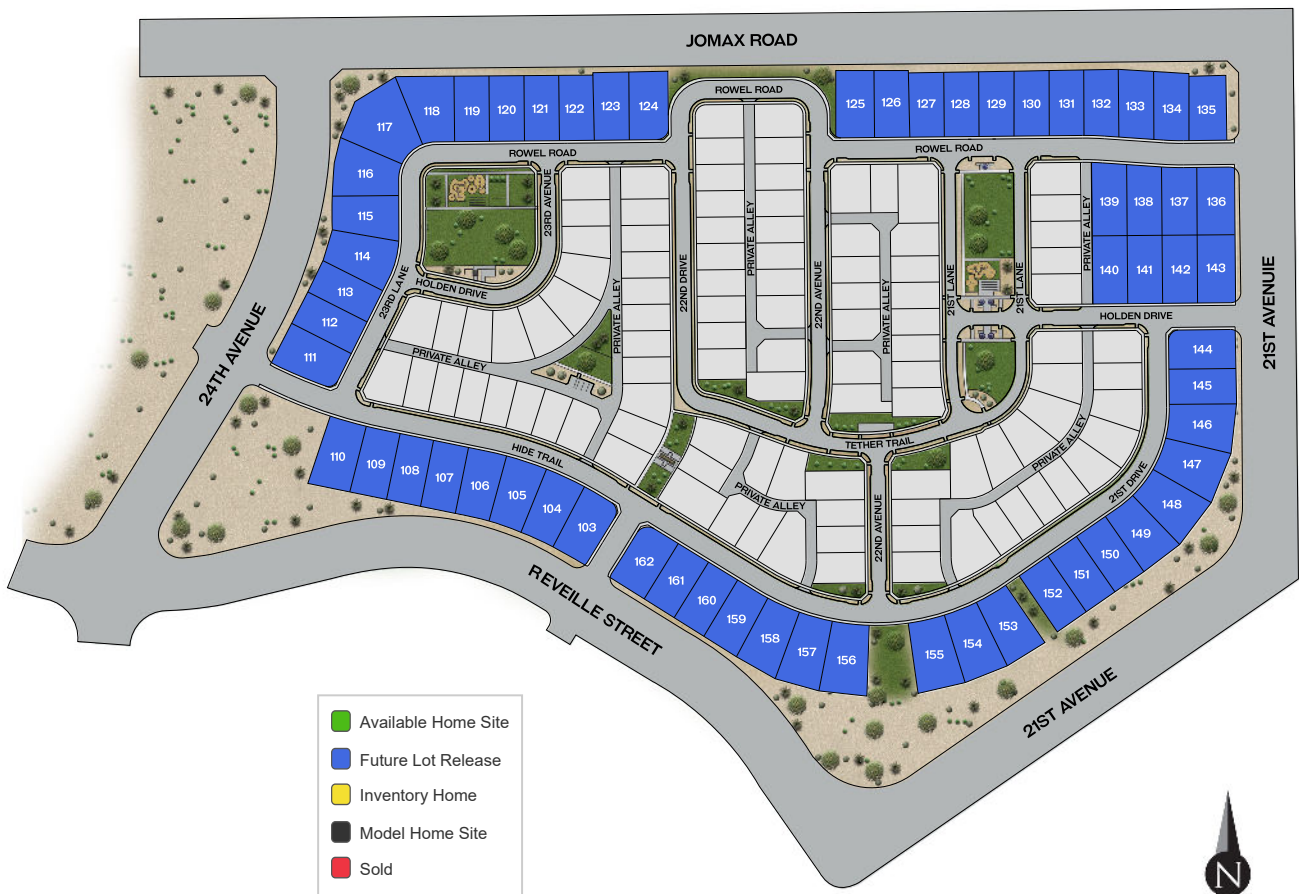 JOMAX ROAD
ROWEL ROAD
118
119
120
121
122
123
124
125
126
127
128
129
130
131
132
133
134
135
117
116
115
114
113
112
111
ROWEL ROAD
ROWEL ROAD
23RD AVENUE
PRIVATE ALLEY
22ND DRIVE
PRIVATE ALLEY
22ND AVENUE
PRIVATE ALLEY
21ST LANE
21ST LANE
PRIVATE ALLEY
139
138
137
136
140
141
142
143
23RD LANE
HOLDEN DRIVE
HOLDEN DRIVE
24TH AVENUE
21ST AVENUIE
PRIVATE ALLEY
144
145
146
147
148
149
150
151
152
153
154
155
HIDE TRAIL
TETHER TRAIL
PRIVATE ALLEY
PRIVATE ALLEY
22ND AVENUE
21ST DRIVE
110
109
108
107
106
105
104
103
162
161
160
159
158
157
156
REVEILLE STREET
21ST AVENUE
Available Home Site
Future Lot Release
Inventory Home
Model Home Site
Sold
N